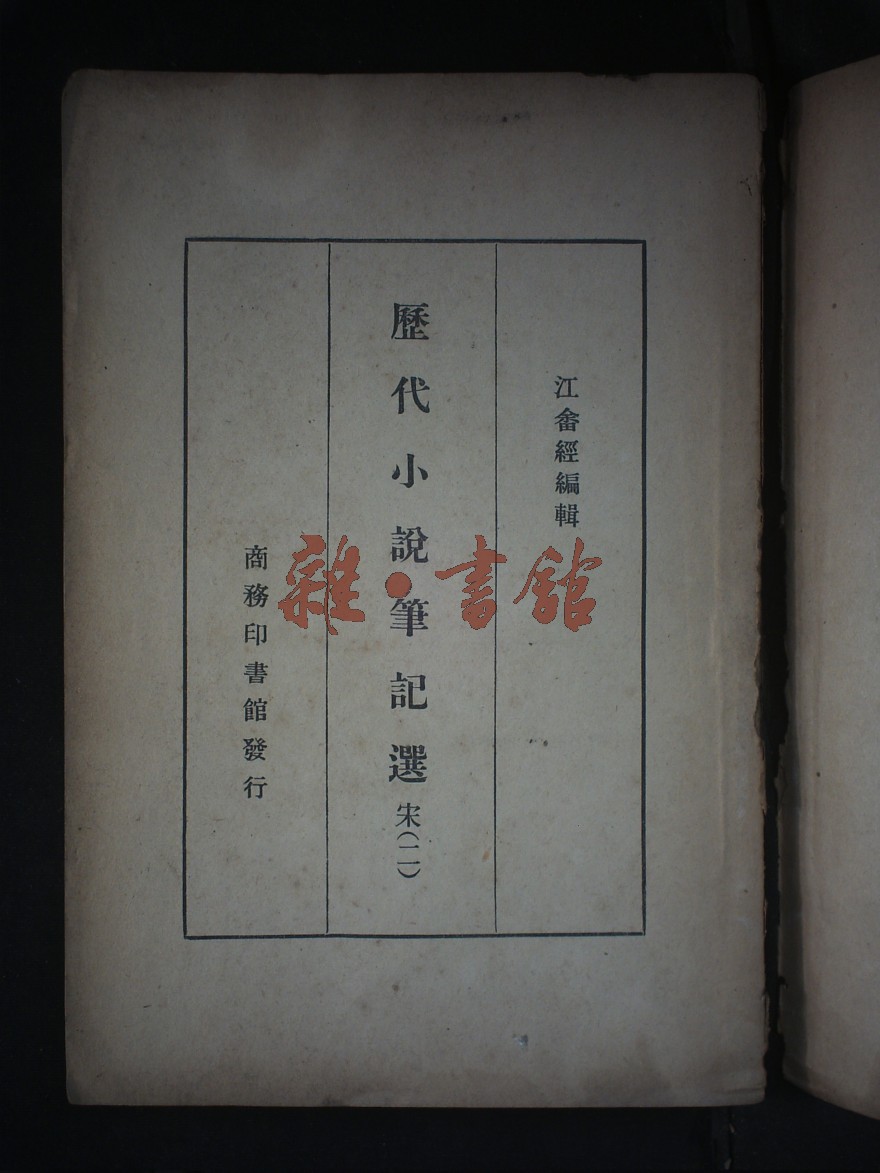 江畬經編輯
歷代小說筆記選 宋(二)
商務印書館發行
雜·書館